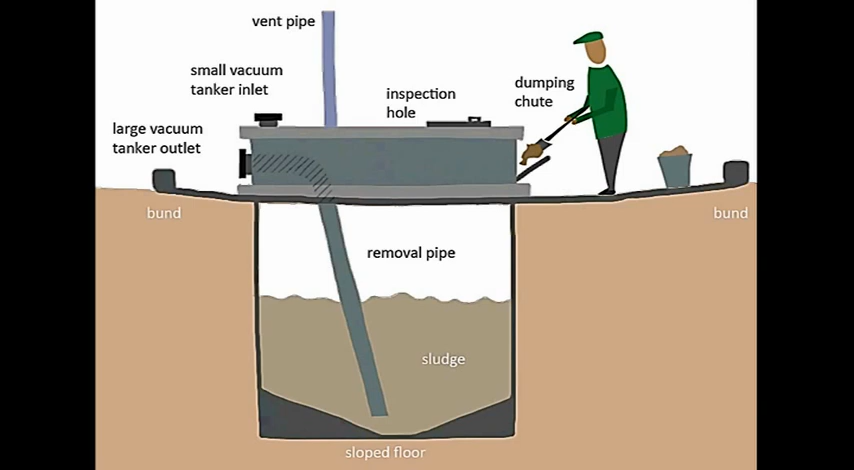 vent pipe
small vacuum
tanker inlet
inspection
hole
dumping
chute
large vacuum
tanker outlet
bund
bund
removal pipe
sludge
sloped floor